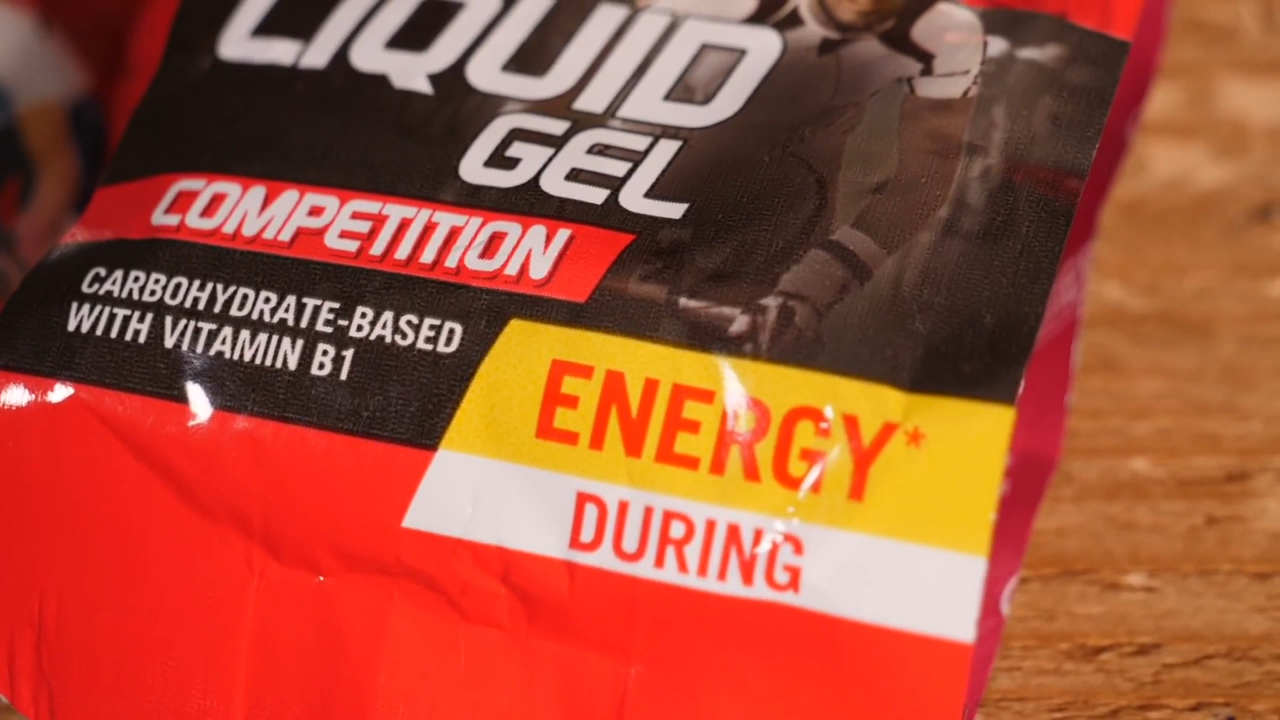 LIQUID
GEL
COMPETITION
CARBOHYDRATE-BASED
WITH VITAMIN B1
ENERGY*
DURING